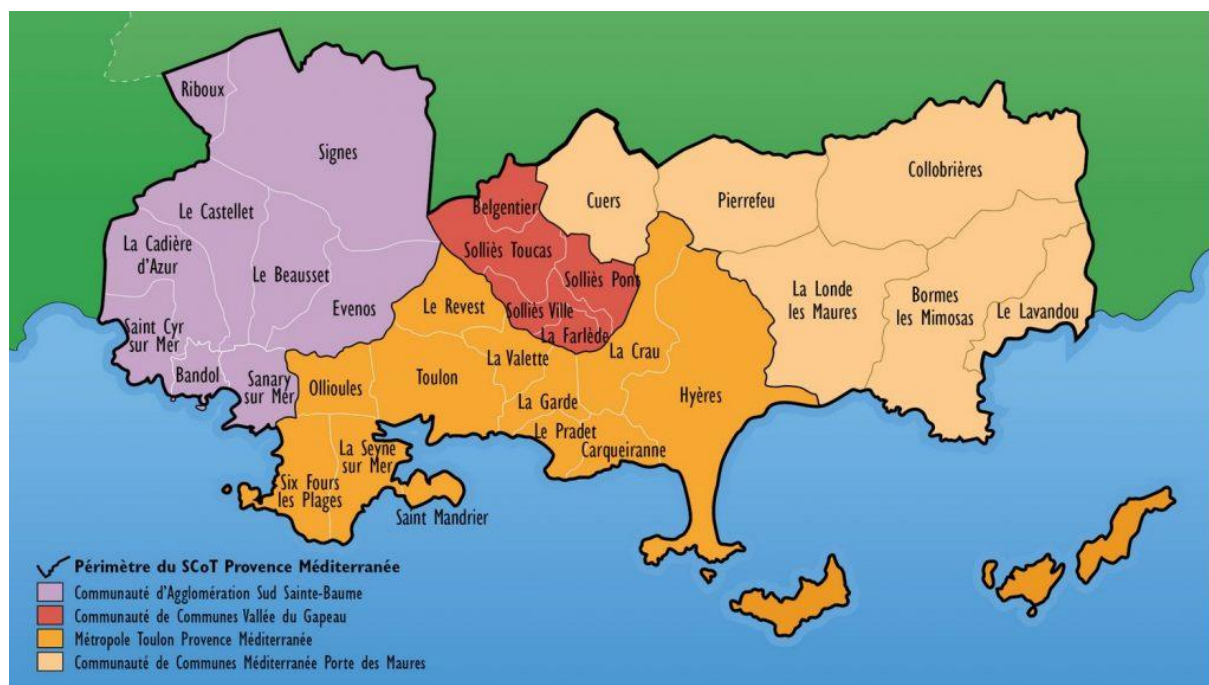 Riboux
Signes
Collobrières
Cuers
Pierrefeu
Belgentier
Le Castellet
La Cadière
d'Azur
Solliès Toucas
Le Beausset
Solliès Pont
La Londe
les Maures
Bormes
les Mimosas
Le Lavandou
Evenos
Le Revest
Solliès Ville
La Farlède
Saint Cyr
sur Mer
La Valette
La Crau
Bandol
Sanary
sur Mer
Ollioules
Toulon
Hyères
La Garde
Le Pradet
Carqueiranne
La Seyne
sur Mer
Six Fours
les Plages
Saint Mandrier
Périmètre du SCoT Provence Méditerranée
Communauté d'Agglomération Sud Sainte-Baume
Communauté de Communes Vallée du Gapeau
Métropole Toulon Provence Méditerranée
Communauté de Communes Méditerranée Porte des Maures